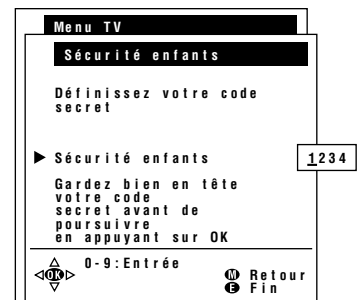 Menu TV
Sécurité enfants
Définissez votre code
secret
Sécurité enfants
1234
Gardez bien en tête
votre code
secret avant de
poursuivre
en appuyant sur OK
0-9:Entrée
OK
M Retour
E Fin